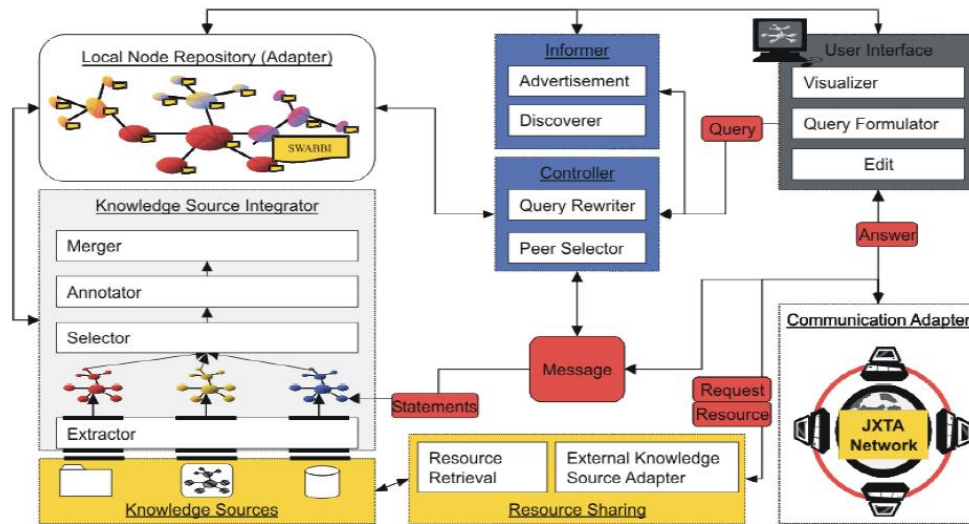 Local Node Repository (Adapter)
SWABBI
Informer
Advertisement
Discoverer
User Interface
Visualizer
Query Formulator
Edit
Query
Controller
Query Rewriter
Peer Selector
Knowledge Source Integrator
Merger
Annotator
Selector
Extractor
Answer
Message
Statements
Request
Resource
Communication Adapter
JXTA
Network
Knowledge Sources
Resource
Retrieval
External Knowledge
Source Adapter
Resource Sharing